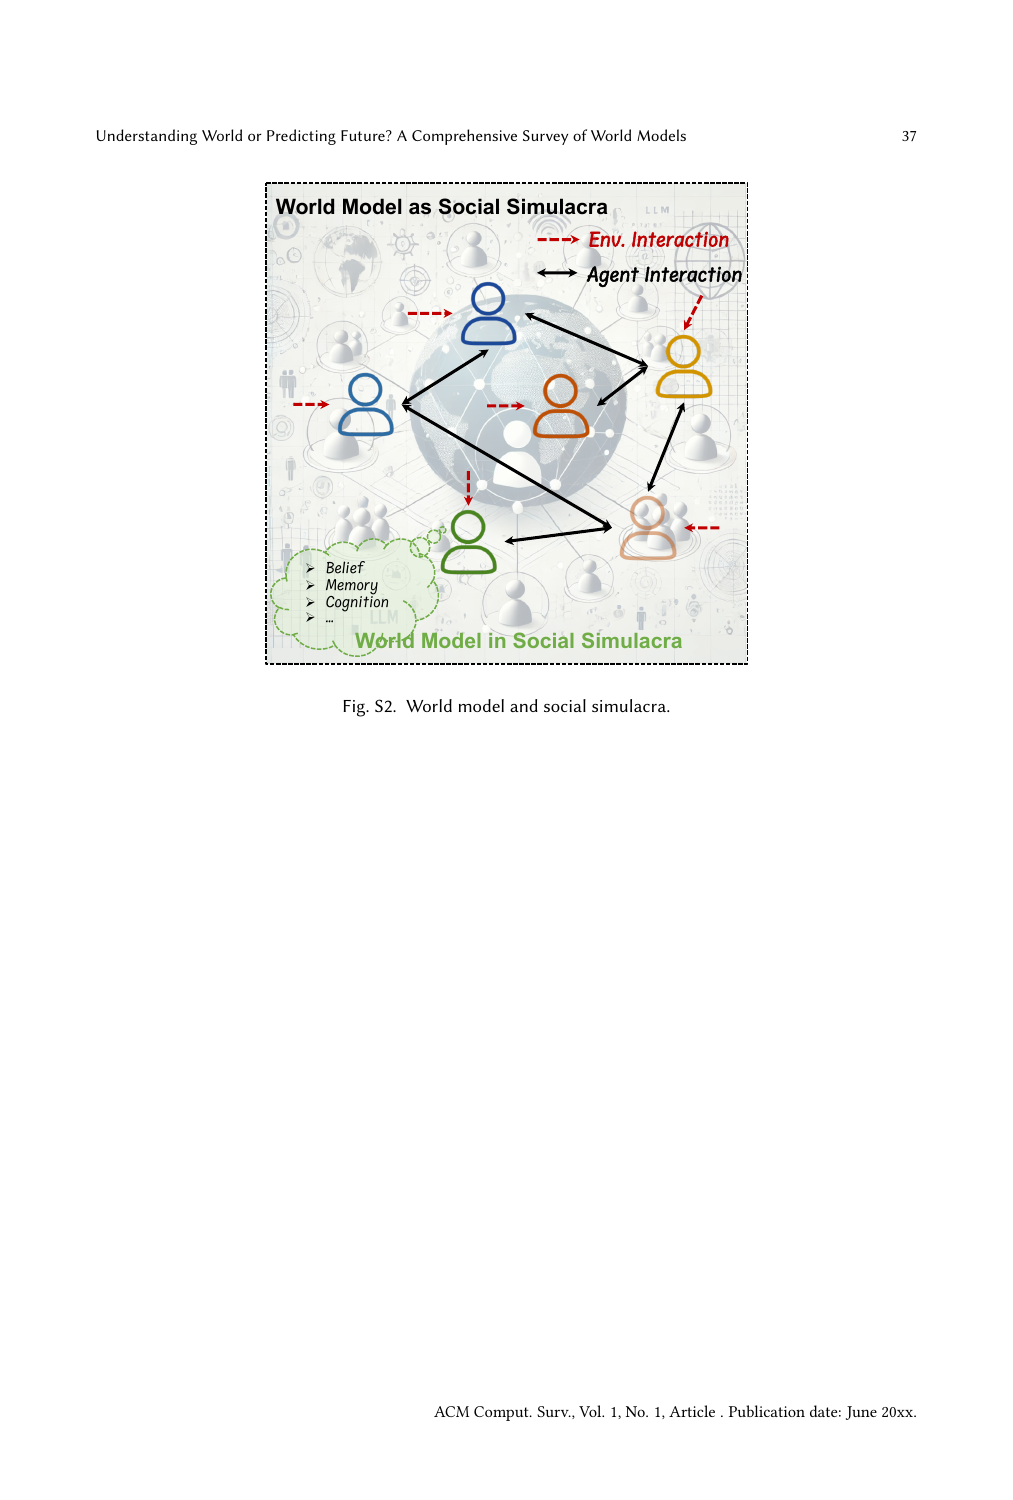 Understanding World or Predicting Future? A Comprehensive Survey of World Models 37
World Model as Social Simulacra
LLM
Env. Interaction
Agent Interaction
➢ Belief
➢ Memory
➢ Cognition
➢ ...
LLM
World Model in Social Simulacra
Fig. S2. World model and social simulacra.
ACM Comput. Surv., Vol. 1, No. 1, Article . Publication date: June 20xx.